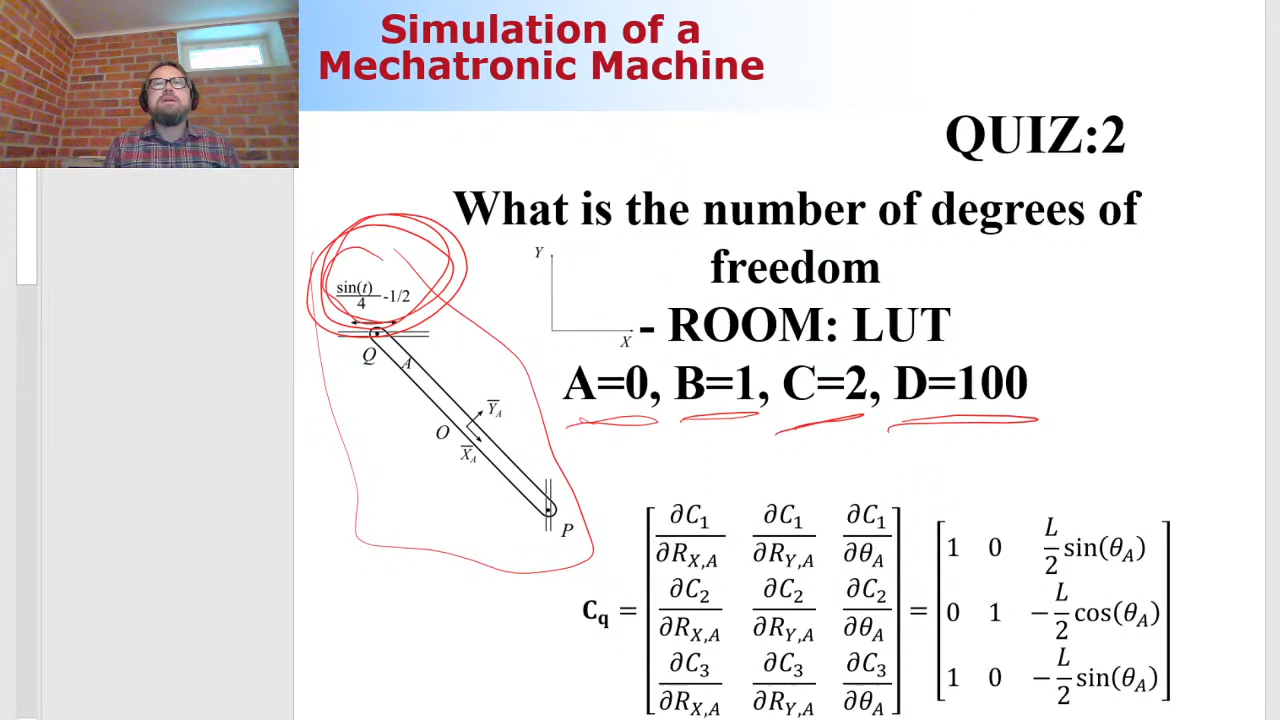 Simulation of a
Mechatronic Machine
QUIZ:2
What is the number of degrees of
freedom
- ROOM: LUT
A=0, B=1, C=2, D=100
sin(t)/4 -1/2
Y
X
Q
A
Y̅_A
O
X̅_A
P
C_q = [∂C₁/∂R_X,A ∂C₁/∂R_Y,A ∂C₁/∂θ_A = [1 0 L/2 sin(θ_A)
∂C₂/∂R_X,A ∂C₂/∂R_Y,A ∂C₂/∂θ_A 0 1 −L/2 cos(θ_A)
∂C₃/∂R_X,A ∂C₃/∂R_Y,A ∂C₃/∂θ_A] 1 0 −L/2 sin(θ_A)]